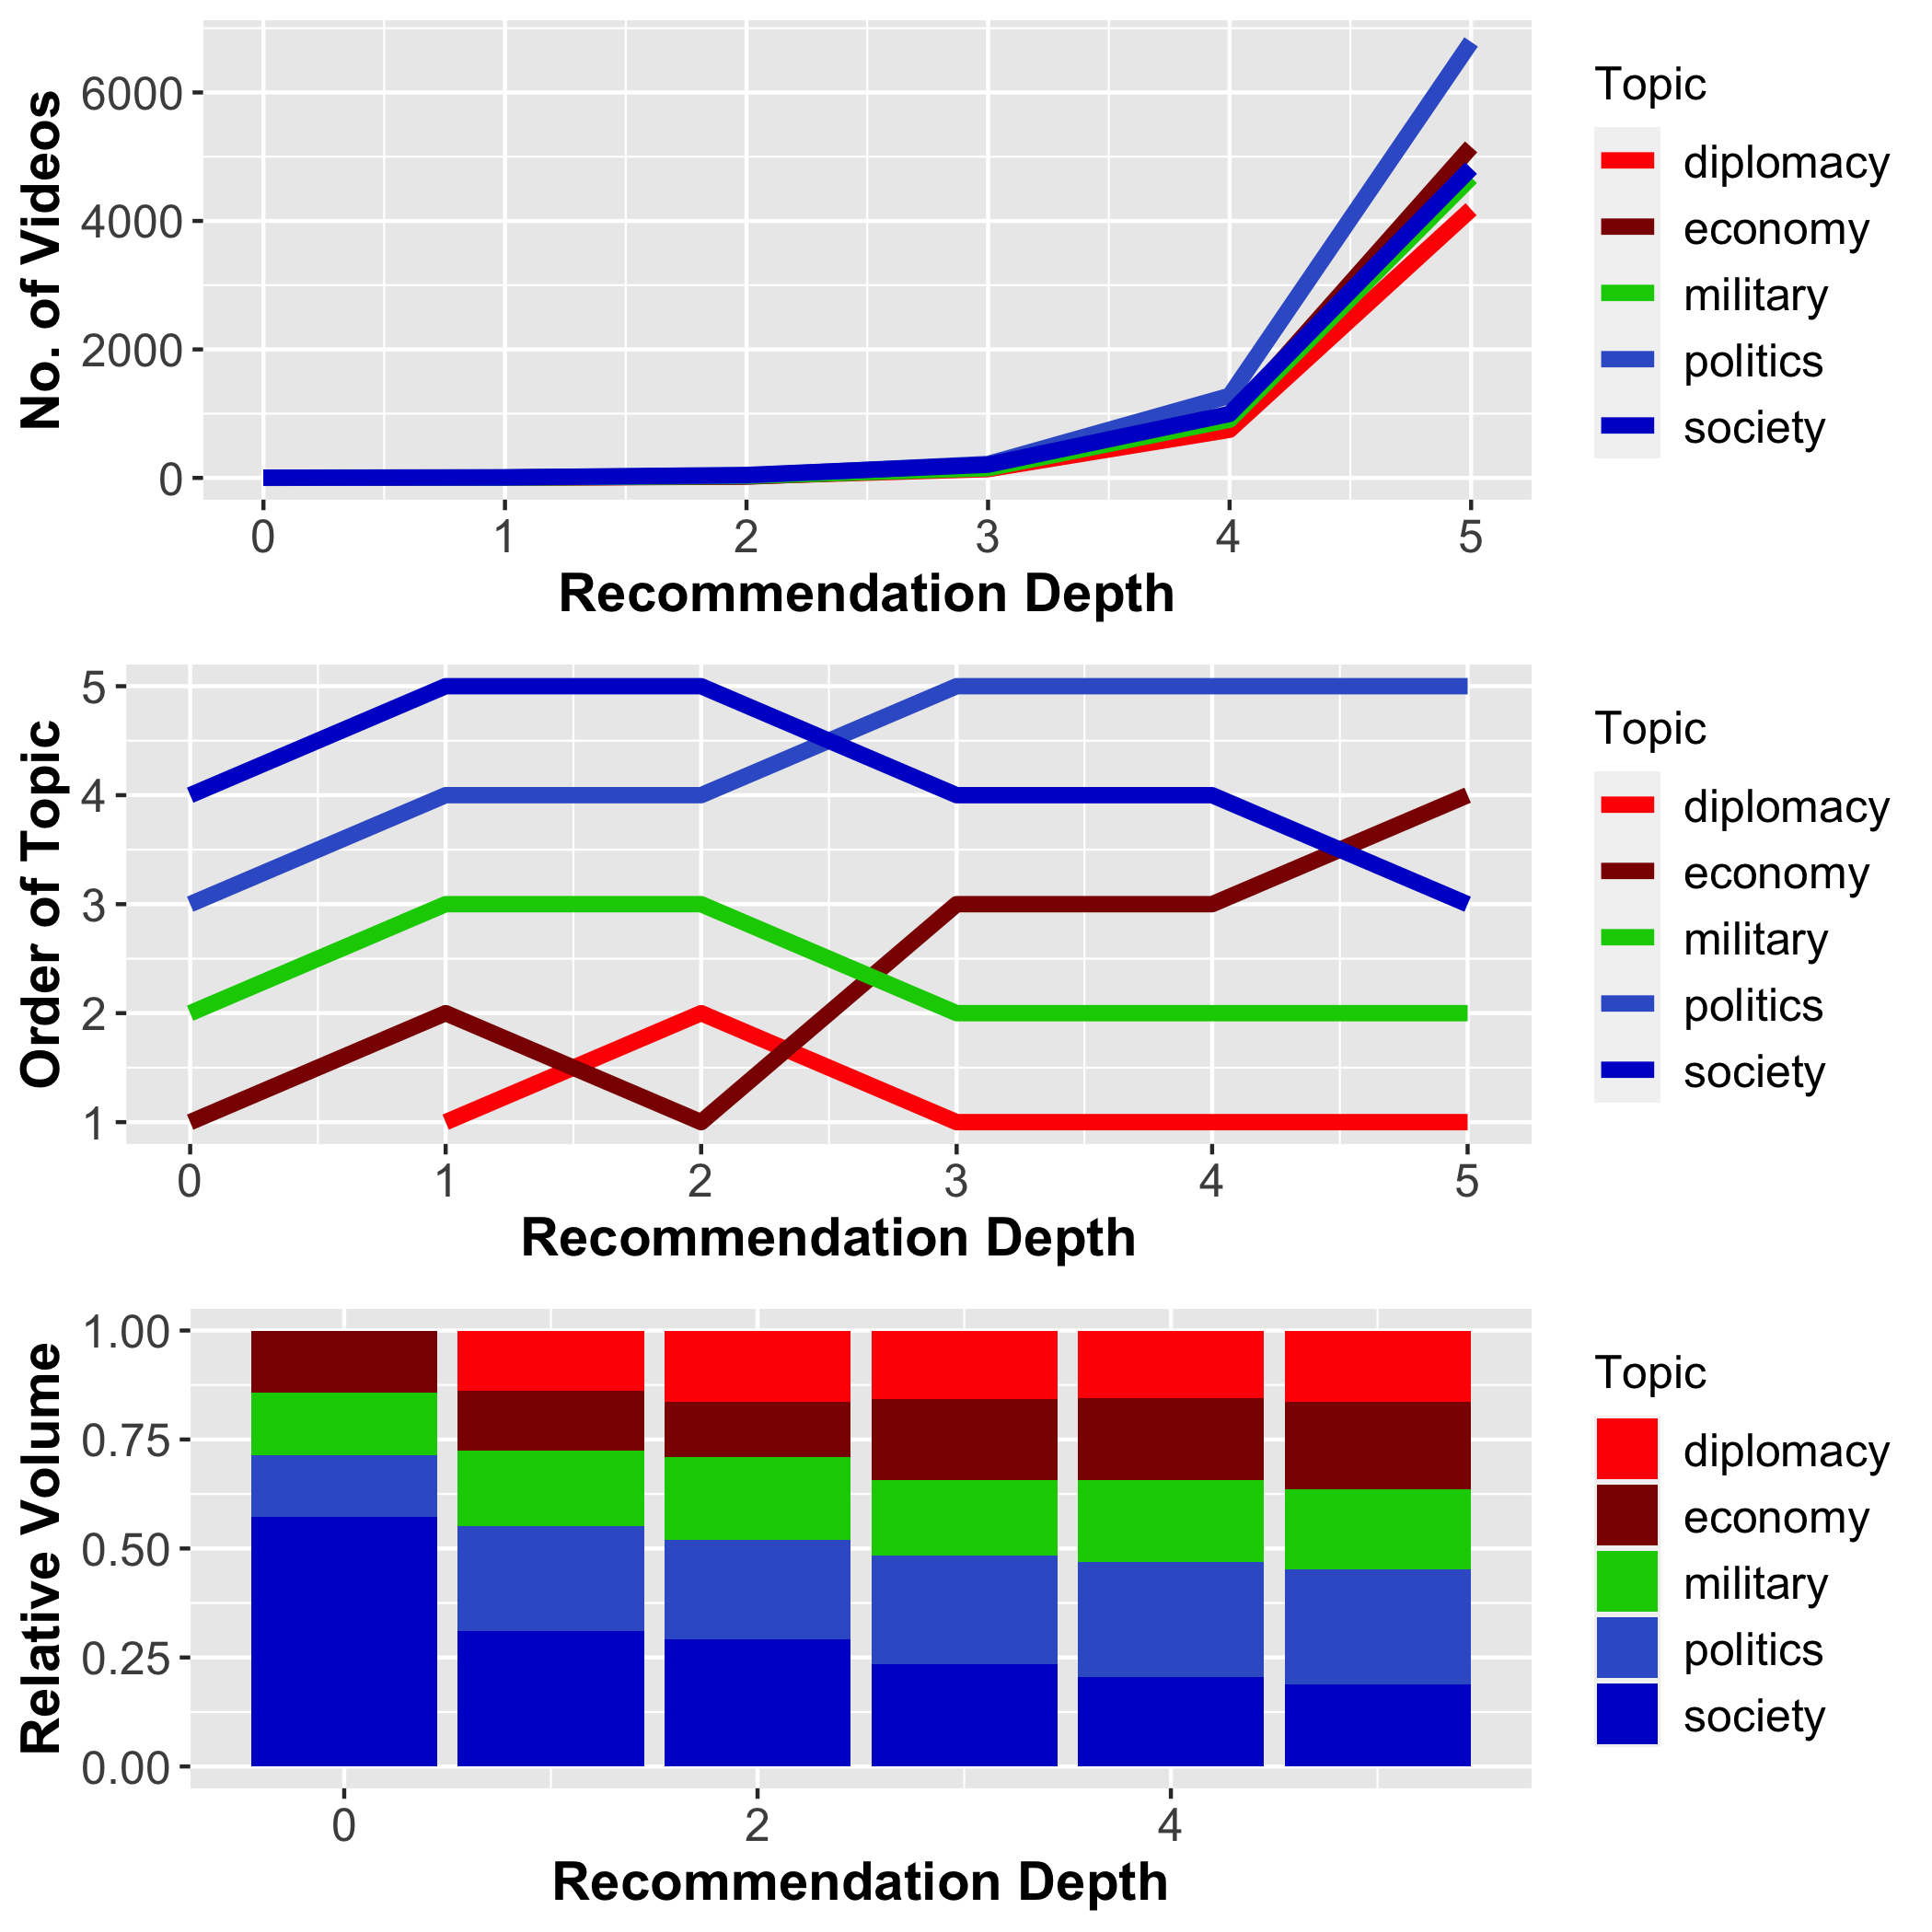 No. of Videos
6000
4000
2000
0
0 1 2 3 4 5
Recommendation Depth
Topic
diplomacy
economy
military
politics
society
Order of Topic
5
4
3
2
1
0 1 2 3 4 5
Recommendation Depth
Topic
diplomacy
economy
military
politics
society
Relative Volume
1.00
0.75
0.50
0.25
0.00
0 2 4
Recommendation Depth
Topic
diplomacy
economy
military
politics
society